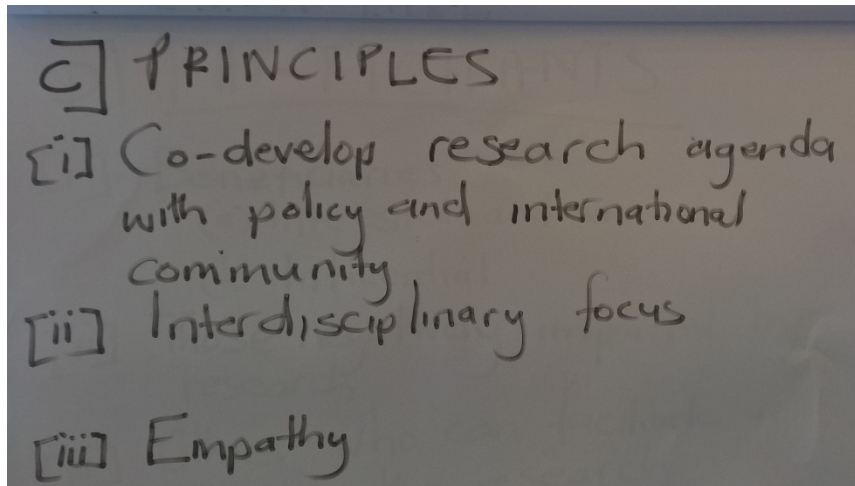 C] PRINCIPLES
[i] Co-develop research agenda
with policy and international
community
[ii] Interdisciplinary focus
[iii] Empathy